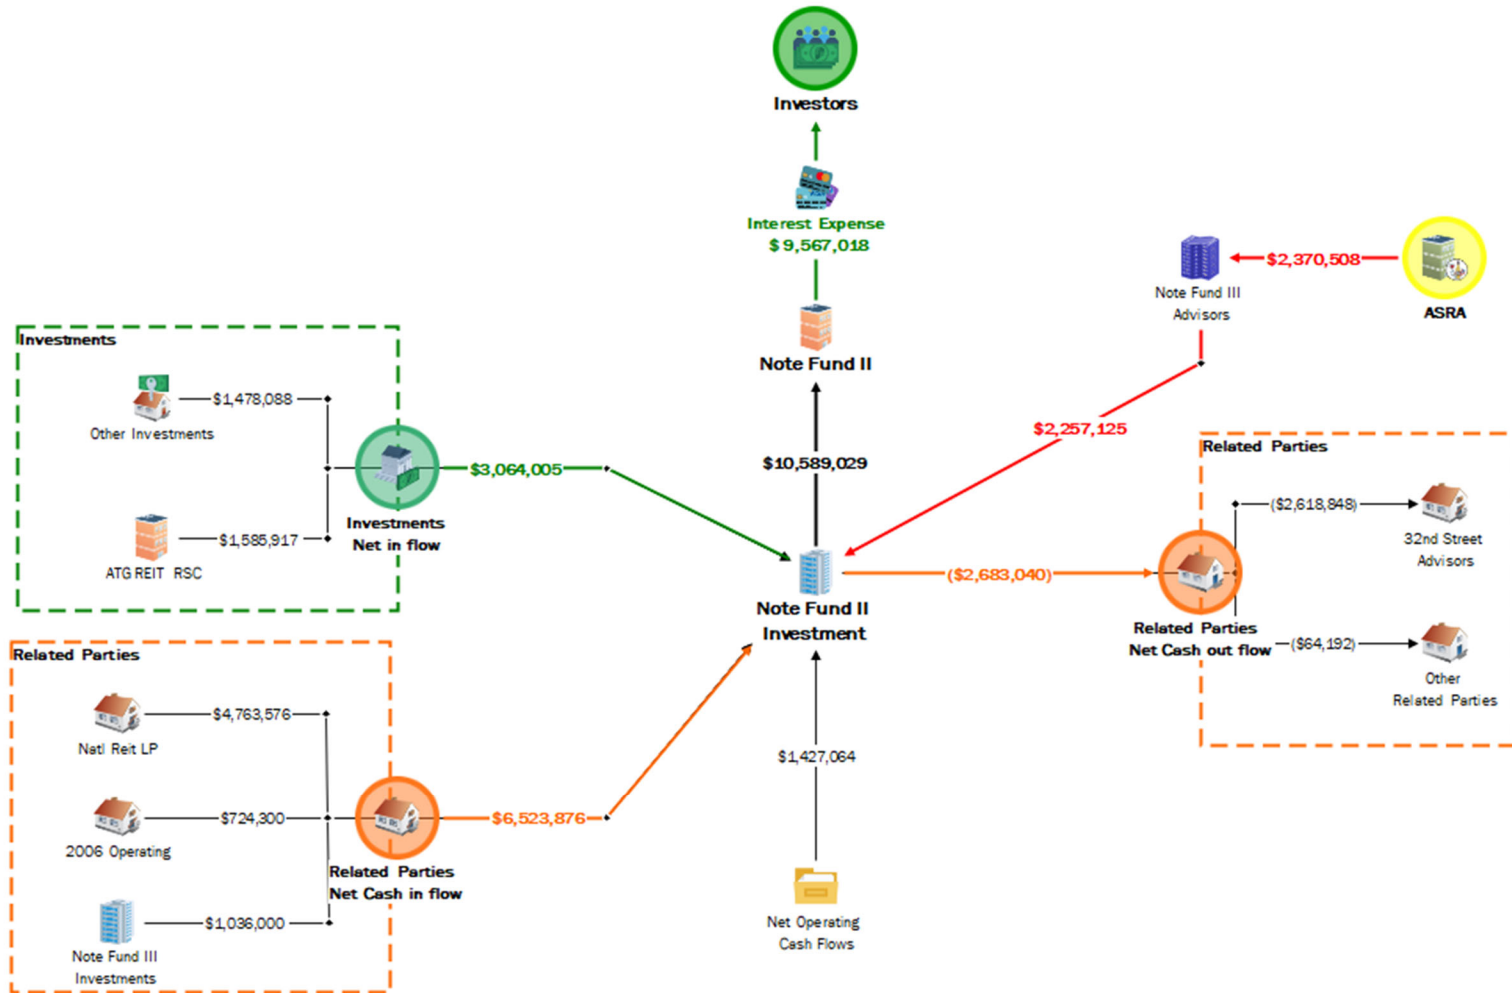 Investors
Interest Expense
$ 9,567,018
Note Fund II
$10,589,029
Note Fund III
Advisors
$2,370,508
ASRA
$2,257,125
Investments
Other Investments
$1,478,088
ATG REIT RSC
$1,585,917
Investments
Net in flow
$3,064,005
Note Fund II
Investment
($2,683,040)
Related Parties
Related Parties
Net Cash out flow
($2,618,848)
32nd Street
Advisors
($64,192)
Other
Related Parties
Related Parties
Natl Reit LP
$4,763,576
2006 Operating
$724,300
Note Fund III
Investments
$1,036,000
Related Parties
Net Cash in flow
$6,523,876
$1,427,064
Net Operating
Cash Flows